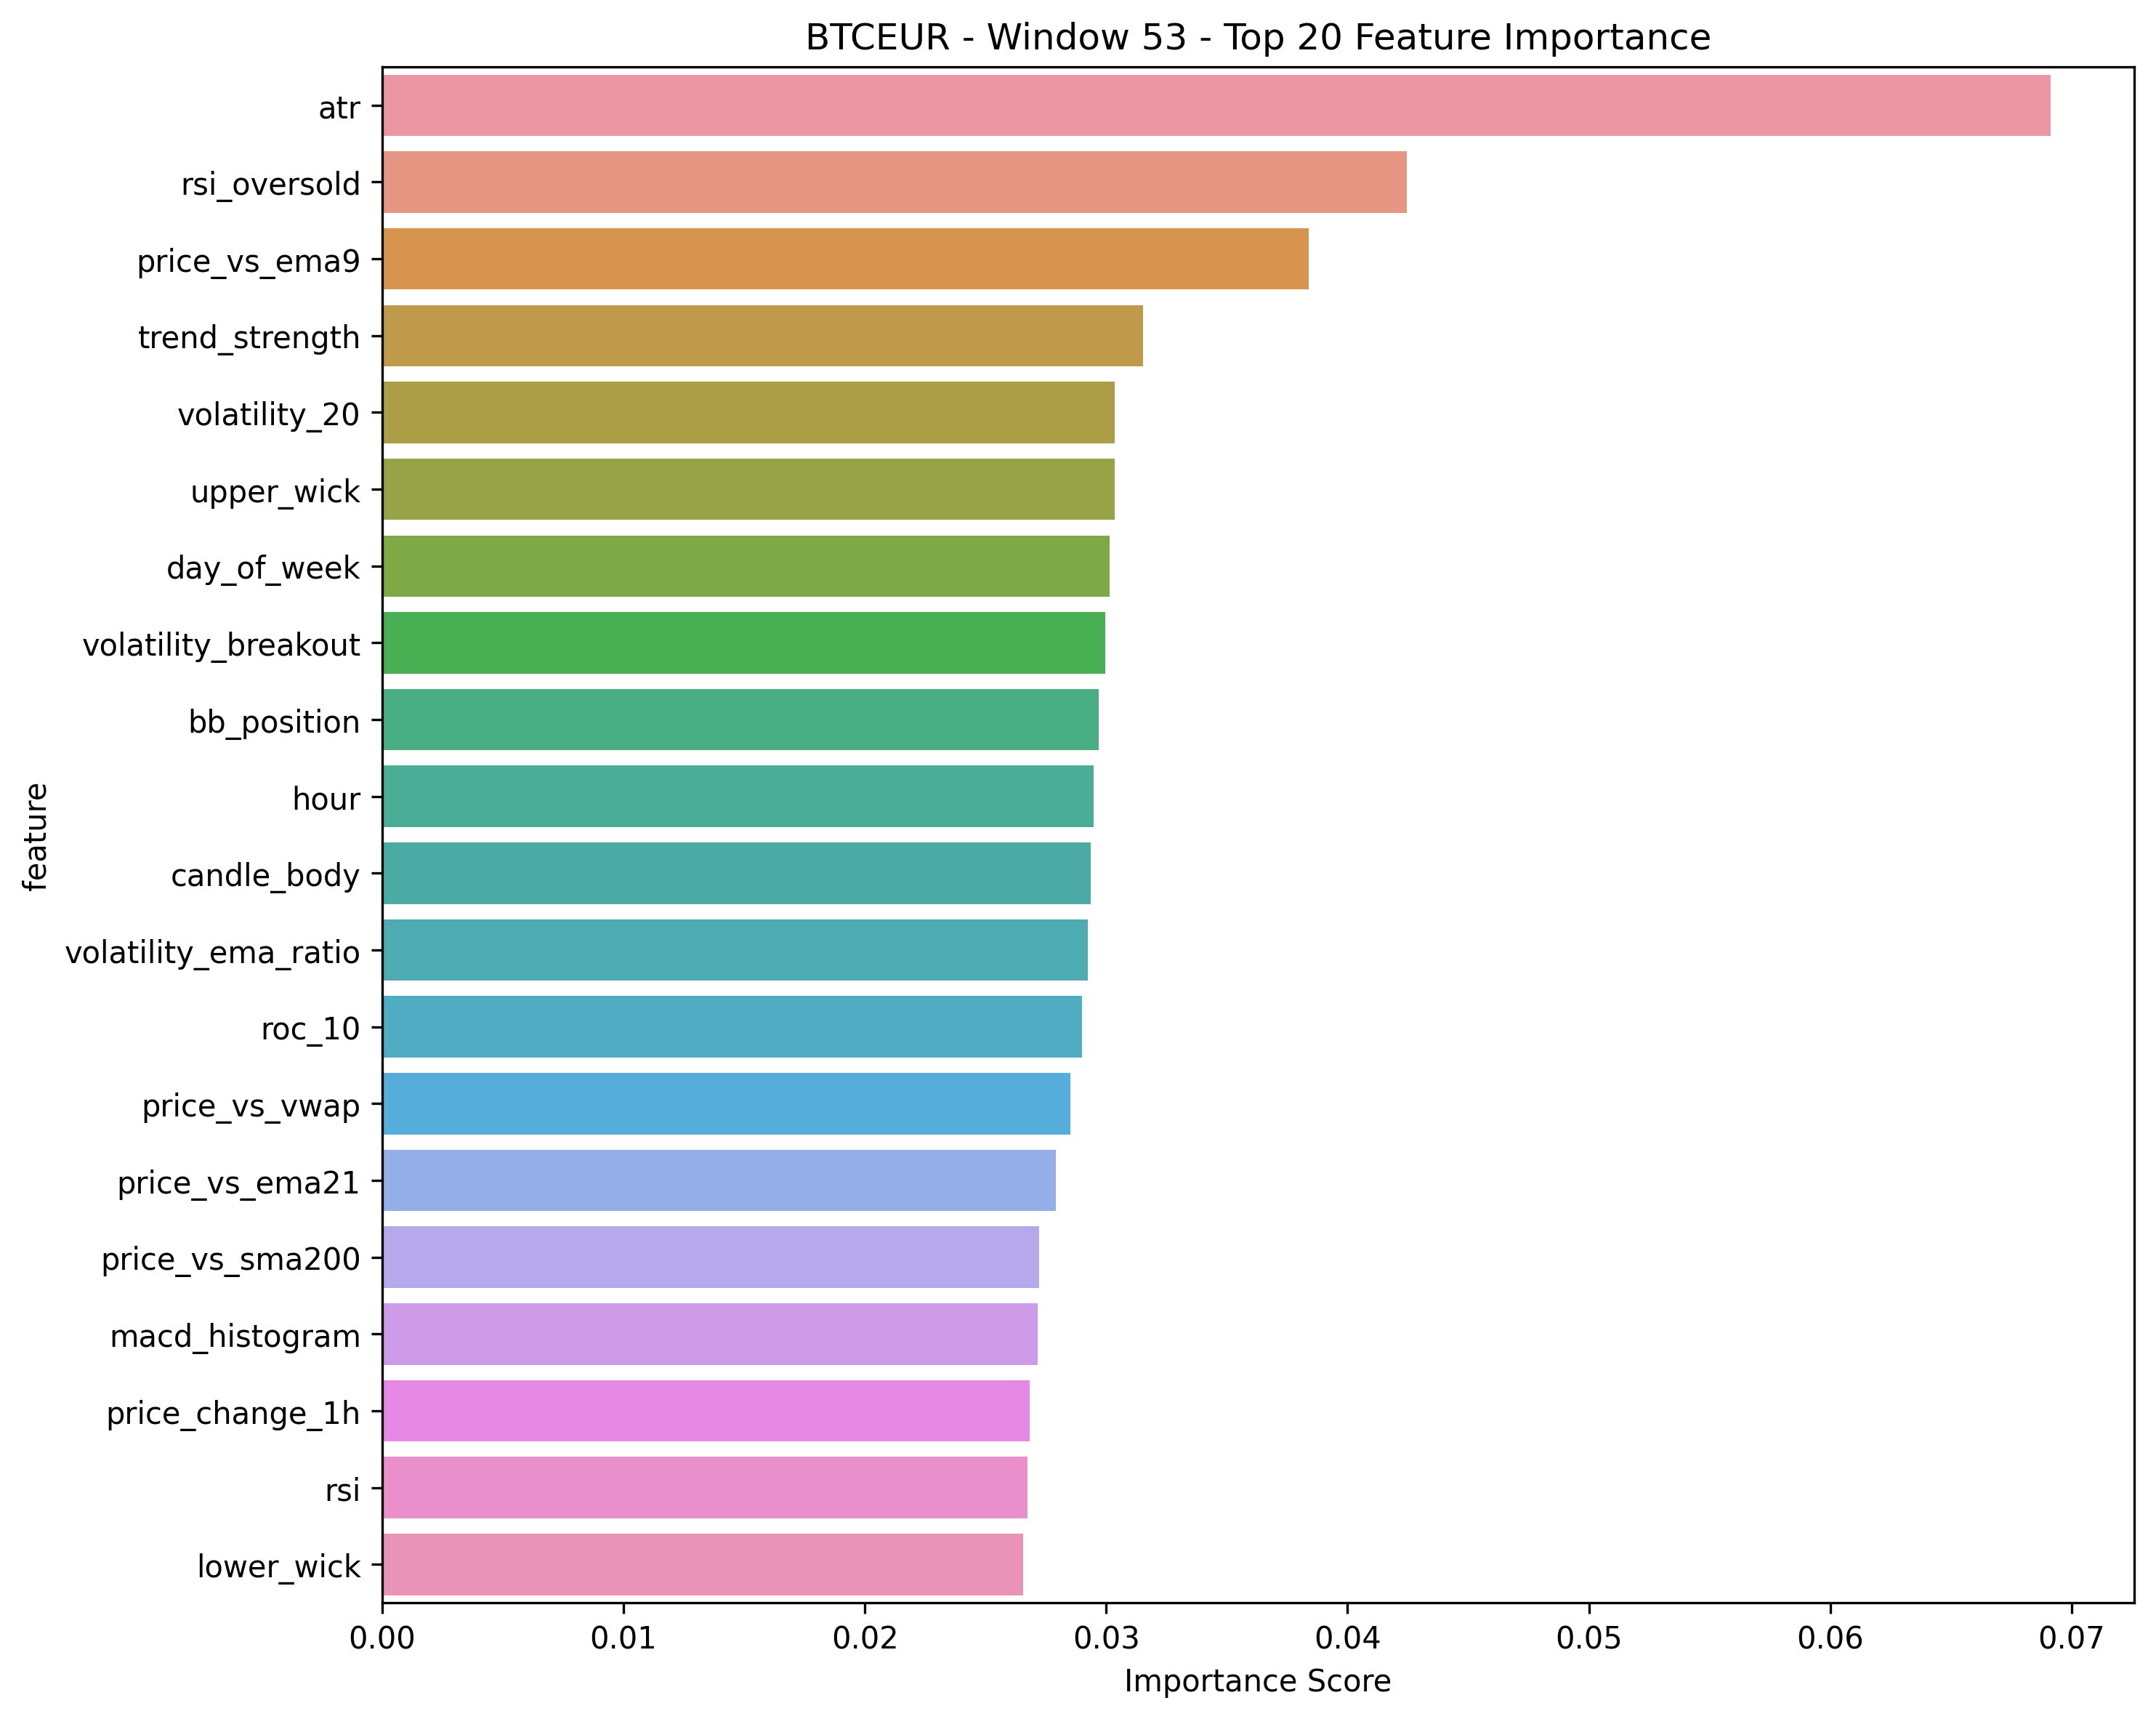 BTCEUR - Window 53 - Top 20 Feature Importance
atr
rsi_oversold
price_vs_ema9
trend_strength
volatility_20
upper_wick
day_of_week
volatility_breakout
bb_position
hour
candle_body
volatility_ema_ratio
roc_10
price_vs_vwap
price_vs_ema21
price_vs_sma200
macd_histogram
price_change_1h
rsi
lower_wick
feature
0.00 0.01 0.02 0.03 0.04 0.05 0.06 0.07
Importance Score